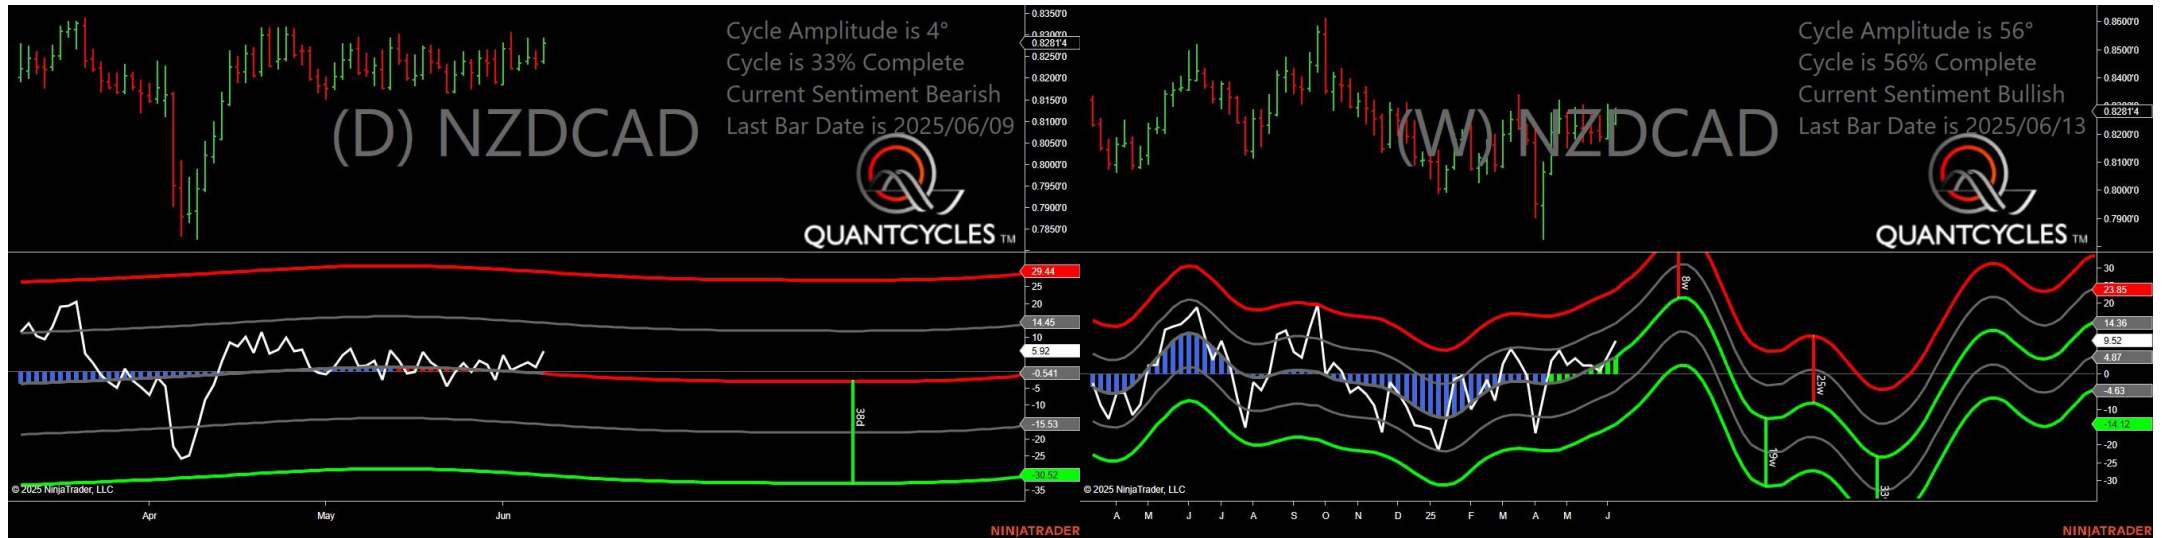 Cycle Amplitude is 4°
Cycle is 33% Complete
Current Sentiment Bearish
Last Bar Date is 2025/06/09
(D) NZDCAD
QUANTCYCLES TM
0.8350'0
0.8300'0
0.8281'4
0.8250'0
0.8200'0
0.8150'0
0.8100'0
0.8050'0
0.8000'0
0.7950'0
0.7900'0
0.7850'0
29.44
25
20
14.45
10
5.92
-0.541
-5
-10
-15.53
-20
-25
-30.52
-35
38d
© 2025 NinjaTrader, LLC
Apr May Jun
NINJATRADER
Cycle Amplitude is 56°
Cycle is 56% Complete
Current Sentiment Bullish
Last Bar Date is 2025/06/13
(W) NZDCAD
QUANTCYCLES TM
0.8600'0
0.8500'0
0.8400'0
0.8300'0
0.8281'4
0.8200'0
0.8100'0
0.8000'0
0.7900'0
30
23.85
20
14.36
9.52
4.87
0
-4.63
-10
-14.12
-20
-25
-30
8w
25w
19w
33
© 2025 NinjaTrader, LLC
A M J J A S O N D 25 F M A M J
NINJATRADER